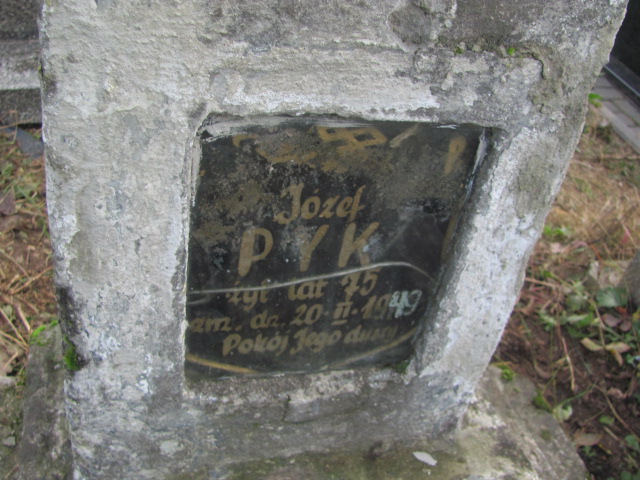 Józef
PYK
żył lat 75
zm. dn. 20-II-1949
Pokój Jego duszy